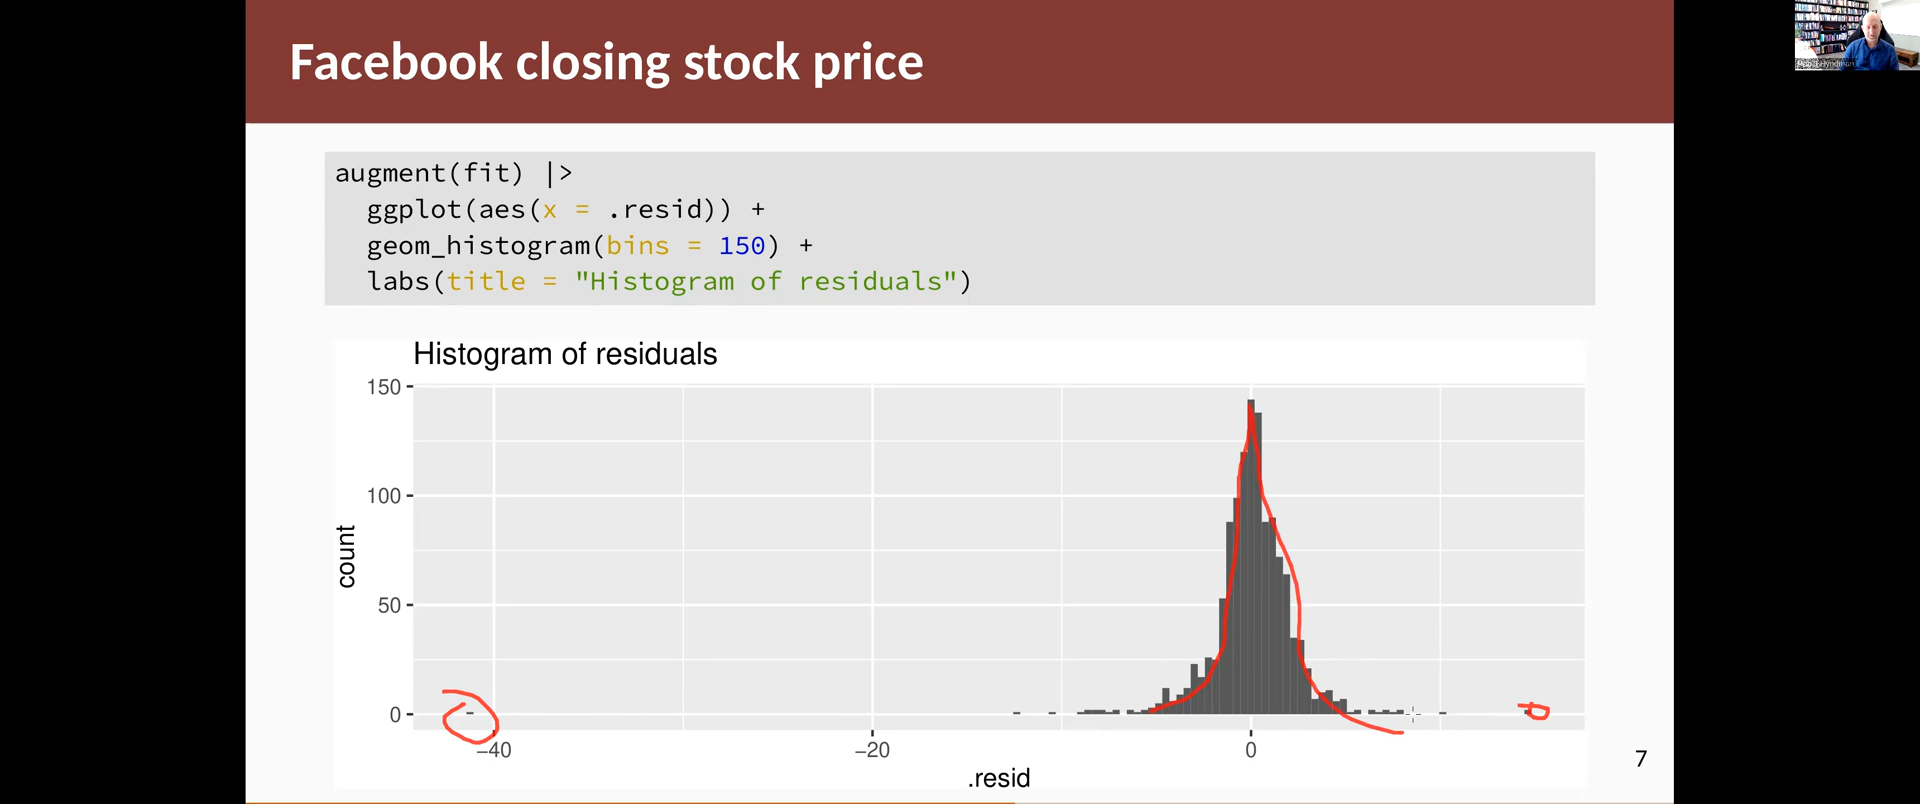 Facebook closing stock price
augment(fit) |>
ggplot(aes(x = .resid)) +
geom_histogram(bins = 150) +
labs(title = "Histogram of residuals")
Histogram of residuals
150
100
50
0
count
−40
−20
0
.resid
7